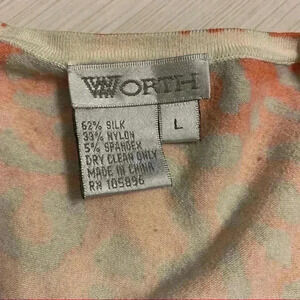 WORTH
L
62% SILK
33% NYLON
5% SPANDEX
DRY CLEAN ONLY
MADE IN CHINA
RN 105896